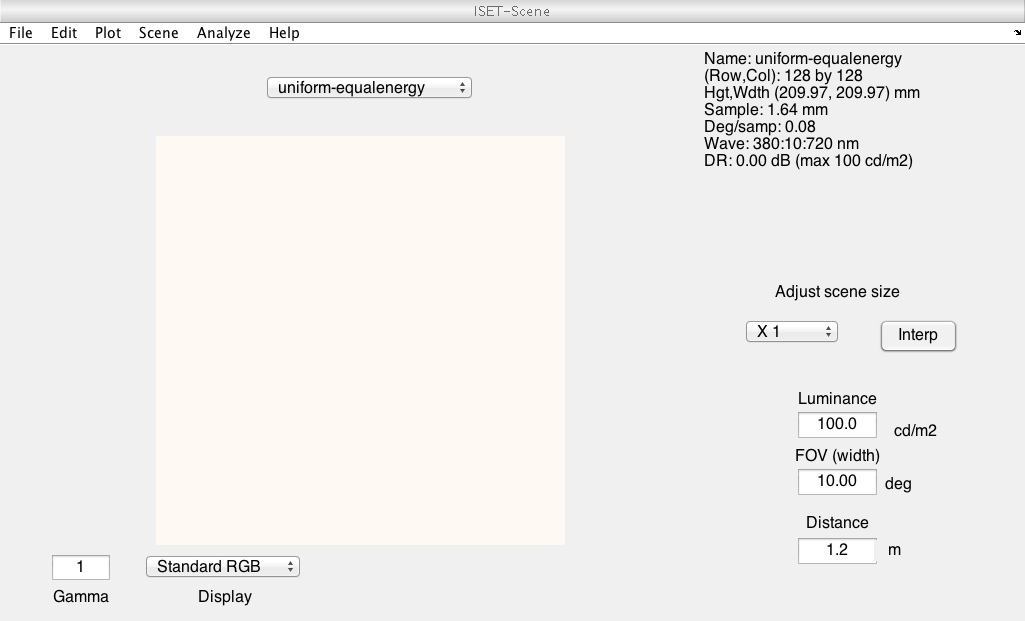 ISET-Scene
File Edit Plot Scene Analyze Help
uniform-equalenergy
Name: uniform-equalenergy
(Row,Col): 128 by 128
Hgt,Wdth (209.97, 209.97) mm
Sample: 1.64 mm
Deg/samp: 0.08
Wave: 380:10:720 nm
DR: 0.00 dB (max 100 cd/m2)
Adjust scene size
X 1 Interp
Luminance
100.0 cd/m2
FOV (width)
10.00 deg
Distance
1.2 m
1 Standard RGB
Gamma Display